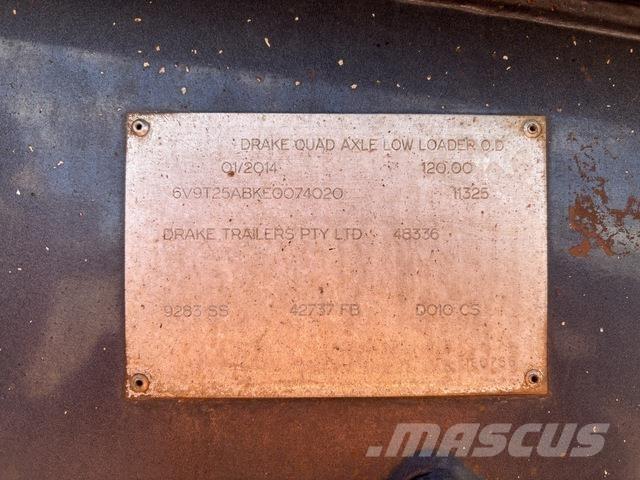 DRAKE QUAD AXLE LOW LOADER O.D.
01/2014 120.00
6V9T25ABKE0074020 11325
DRAKE TRAILERS PTY LTD 48336
9283 SS 42737 FB D010 CS
.MASCUS